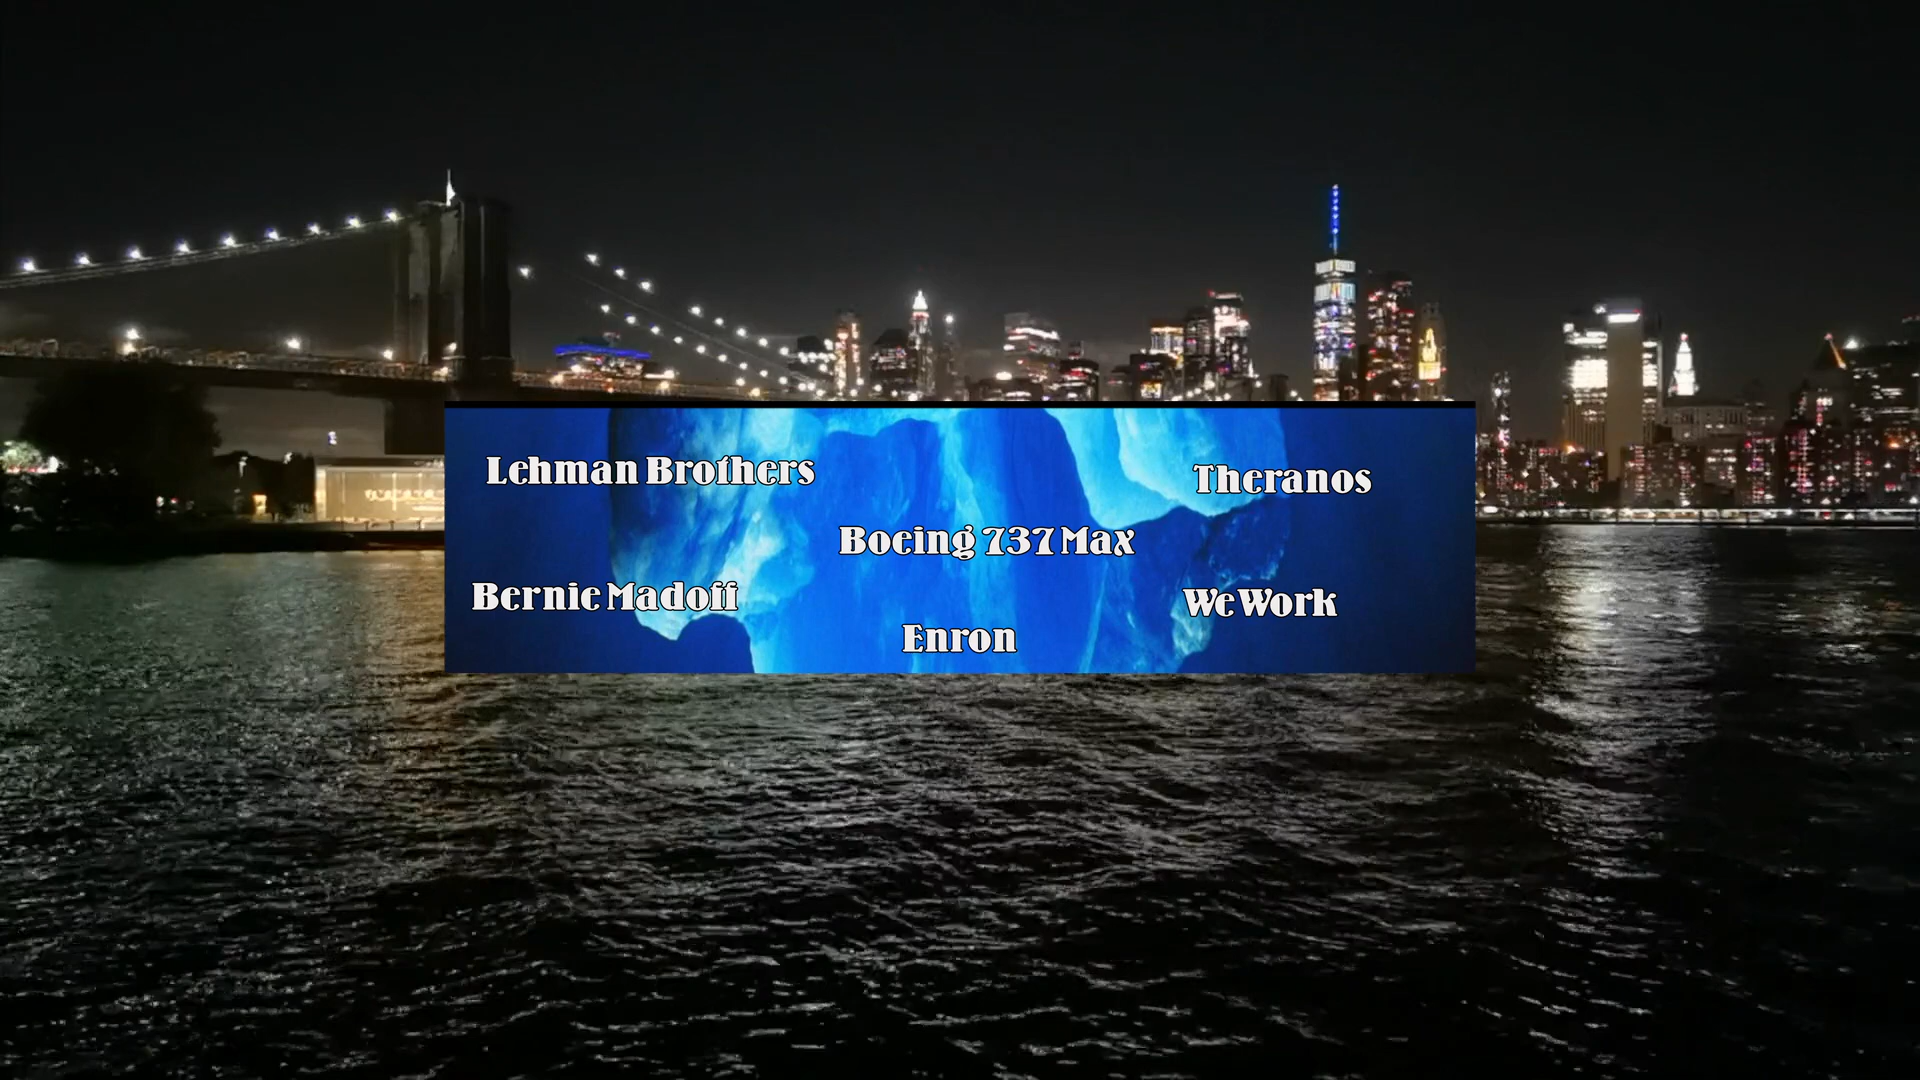 Lehman Brothers
Theranos
Boeing 737 Max
Bernie Madoff
WeWork
Enron